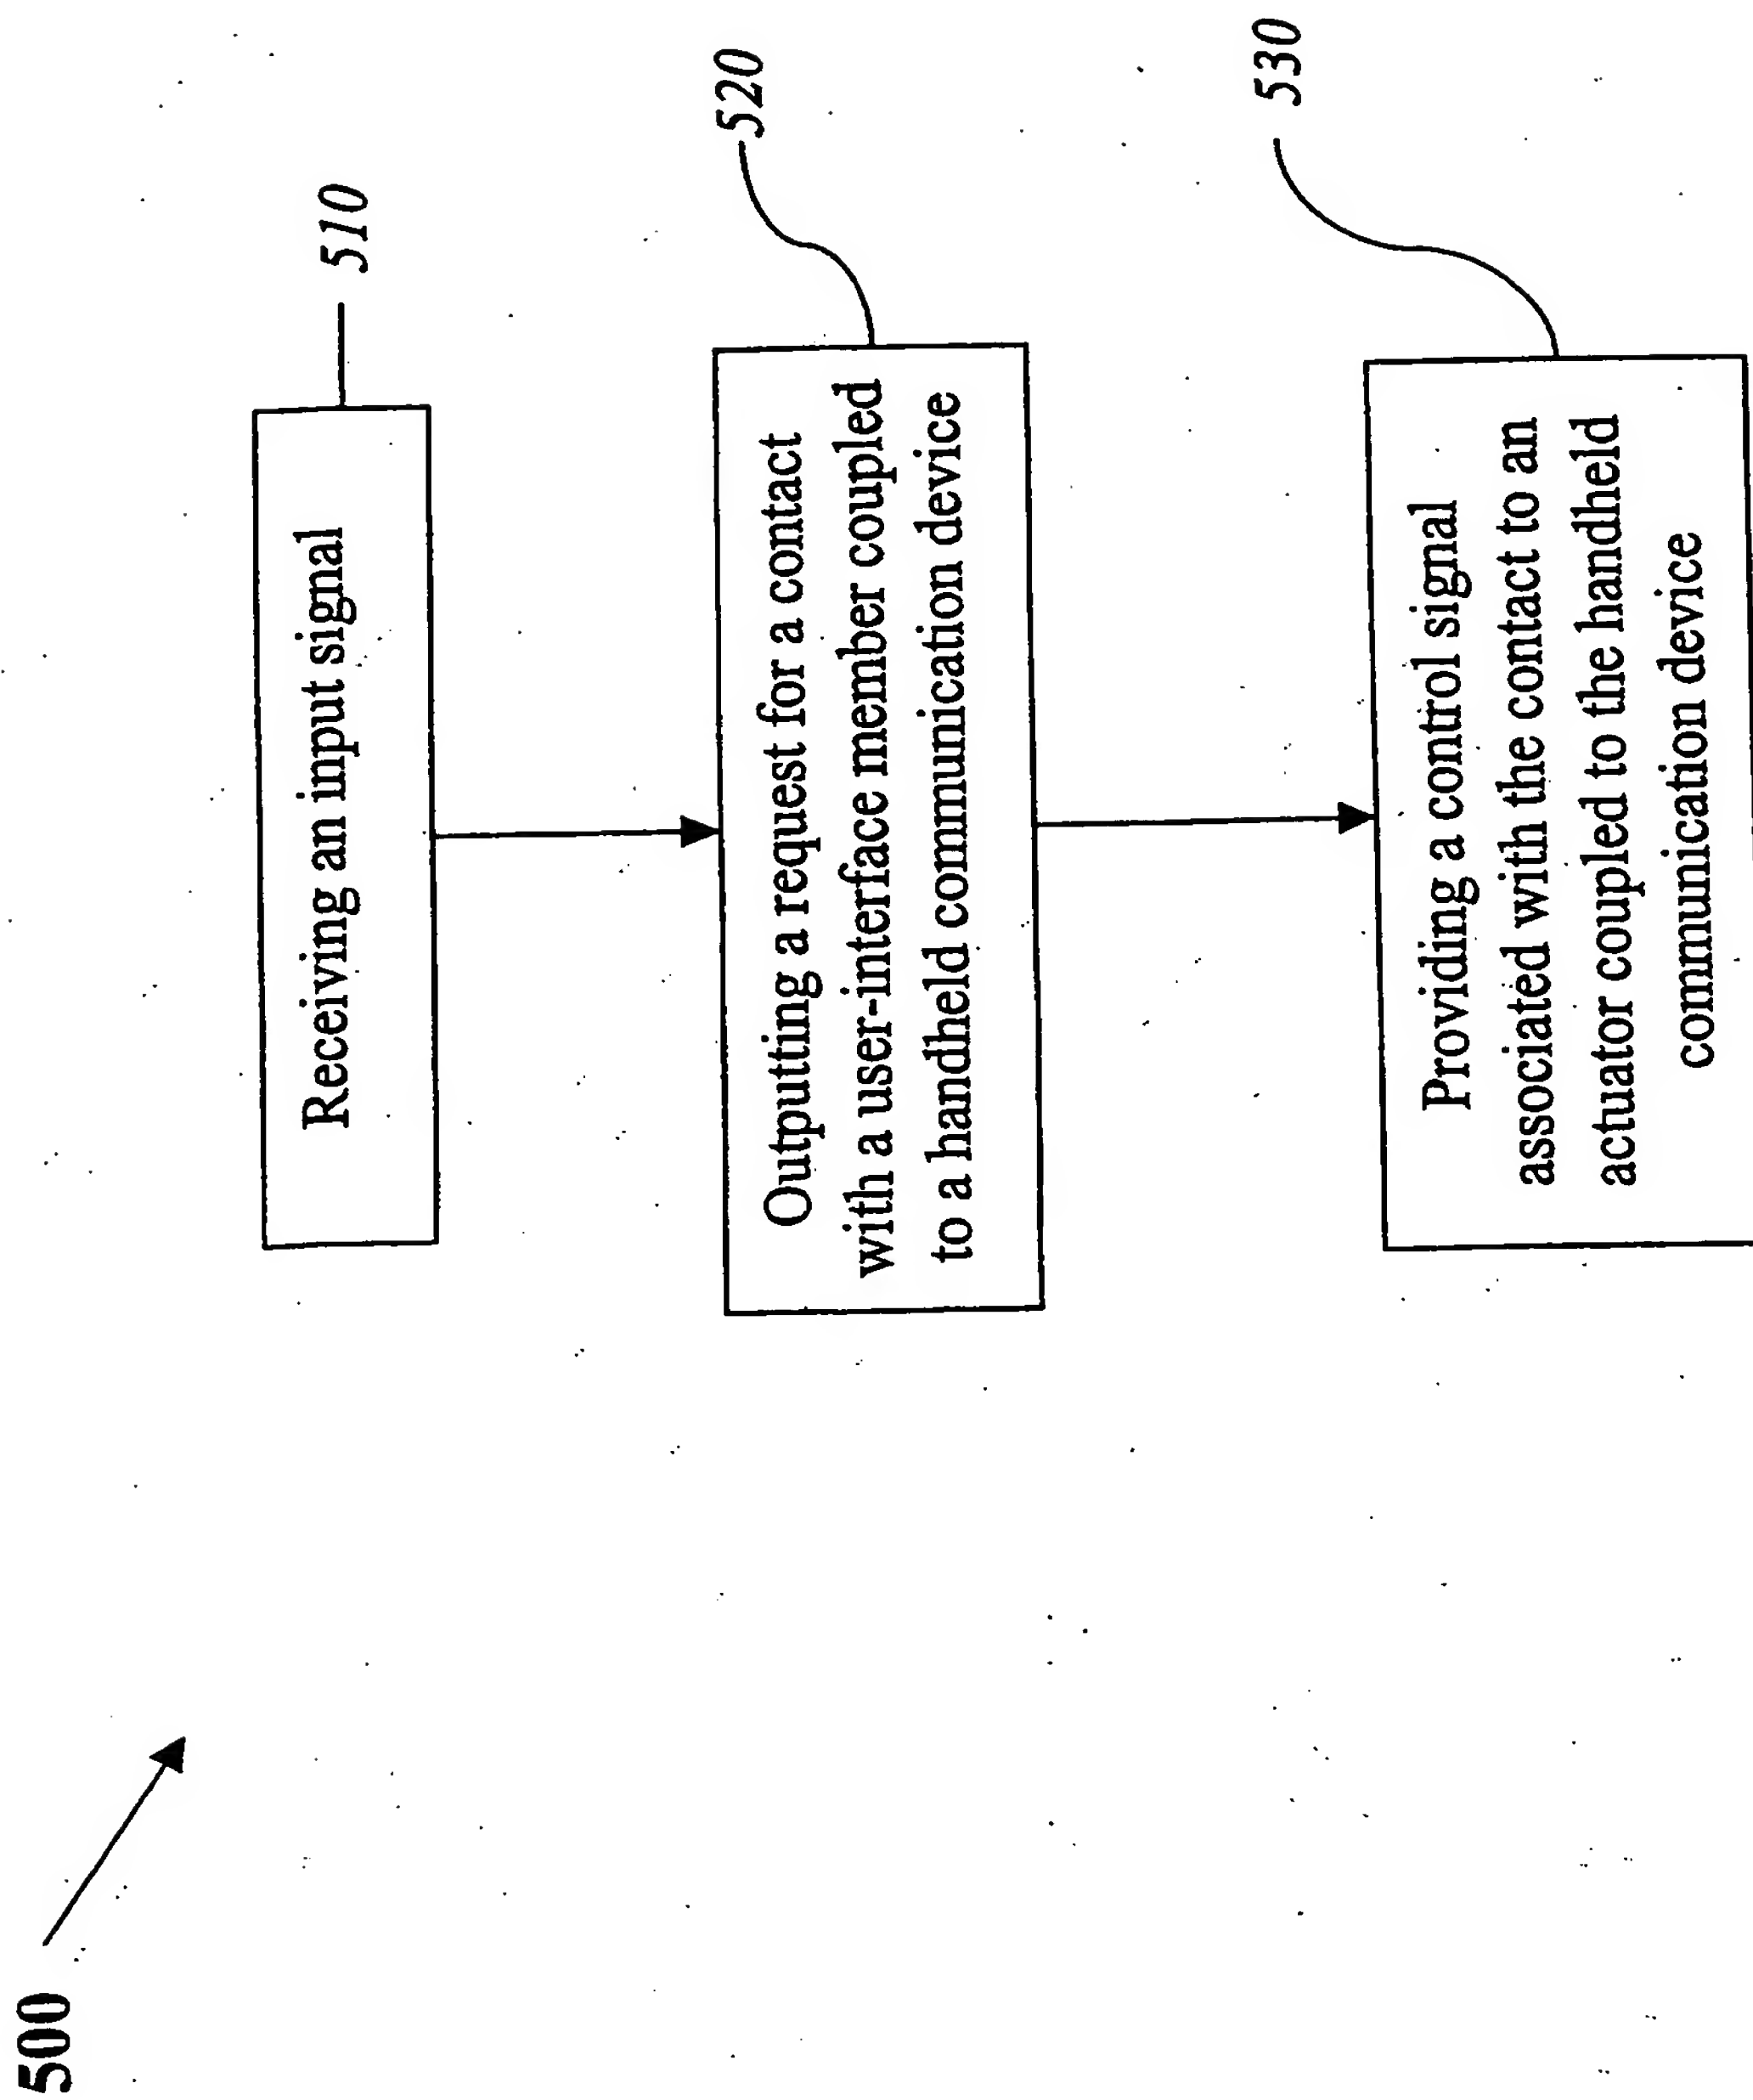 500
510
Receiving an input signal
520
Outputing a request for a contact
with a user-interface member coupled
to a handheld communication device
530
Providing a control signal
associated with the contact to an
actuator coupled to the handheld
communication device